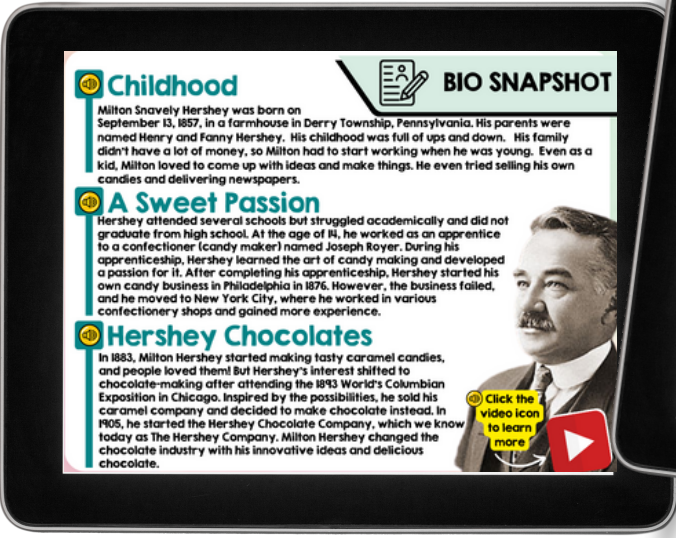 BIO SNAPSHOT
Childhood
Milton Snavely Hershey was born on
September 13, 1857, in a farmhouse in Derry Township, Pennsylvania. His parents were
named Henry and Fanny Hershey. His childhood was full of ups and down. His family
didn't have a lot of money, so Milton had to start working when he was young. Even as a
kid, Milton loved to come up with ideas and make things. He even tried selling his own
candies and delivering newspapers.
A Sweet Passion
Hershey attended several schools but struggled academically and did not
graduate from high school. At the age of 14, he worked as an apprentice
to a confectioner (candy maker) named Joseph Royer. During his
apprenticeship, Hershey learned the art of candy making and developed
a passion for it. After completing his apprenticeship, Hershey started his
own candy business in Philadelphia in 1876. However, the business failed,
and he moved to New York City, where he worked in various
confectionery shops and gained more experience.
Hershey Chocolates
In 1883, Milton Hershey started making tasty caramel candies,
and people loved them! But Hershey's interest shifted to
chocolate-making after attending the 1893 World's Columbian
Exposition in Chicago. Inspired by the possibilities, he sold his
caramel company and decided to make chocolate instead. In
1905, he started the Hershey Chocolate Company, which we know
today as The Hershey Company. Milton Hershey changed the
chocolate industry with his innovative ideas and delicious
chocolate.
Click the
video icon
to learn
more